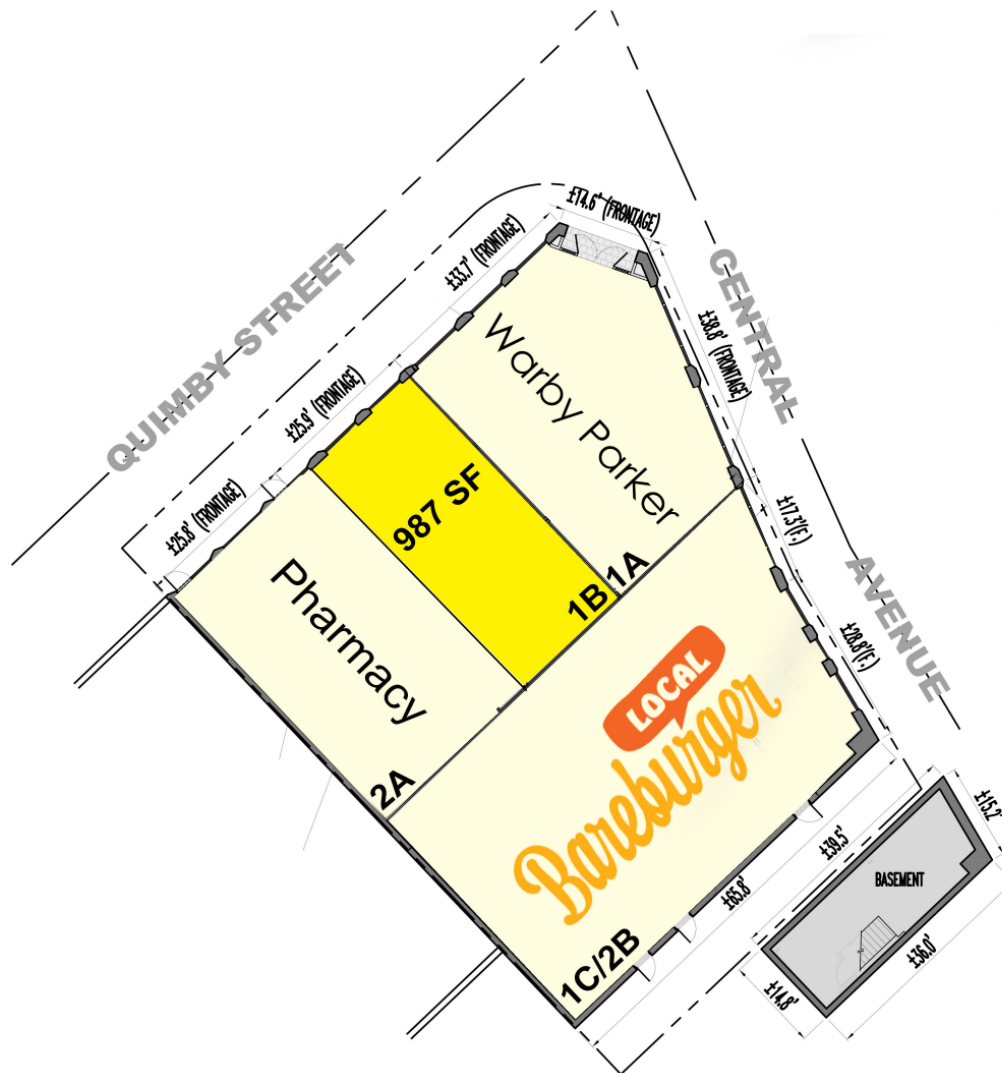 ±14.6' (FRONTAGE)
±33.7' (FRONTAGE)
QUIMBY STREET
CENTRAL
AVENUE
±38.8' (FRONTAGE)
Warby Parker
±25.9' (FRONTAGE)
987 SF
±17.3'(F.)
±25.8' (FRONTAGE)
Pharmacy
1B
1A
±28.8'(F.)
LOCAL
Bareburger
2A
±15.2'
±39.5'
BASEMENT
±65.8'
1C/2B
±36.0'
±14.8'